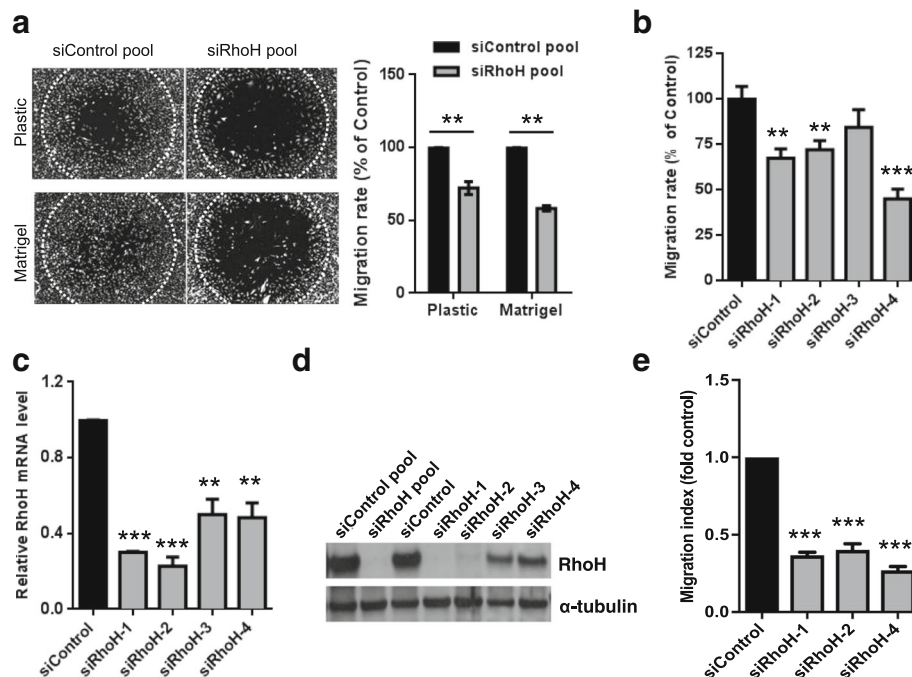 a
siControl pool
siRhoH pool
Plastic
Matrigel
siControl pool
siRhoH pool
Migration rate (% of Control)
150
100
50
0
**
**
Plastic
Matrigel
b
Migration rate (% of Control)
125
100
75
50
25
0
**
**
***
siControl
siRhoH-1
siRhoH-2
siRhoH-3
siRhoH-4
c
Relative RhoH mRNA level
1.2
0.8
0.4
0.0
***
***
**
**
siControl
siRhoH-1
siRhoH-2
siRhoH-3
siRhoH-4
d
siControl pool
siRhoH pool
siControl
siRhoH-1
siRhoH-2
siRhoH-3
siRhoH-4
RhoH
α-tubulin
e
Migration index (fold control)
1.5
1.0
0.5
0.0
***
***
***
siControl
siRhoH-1
siRhoH-2
siRhoH-4